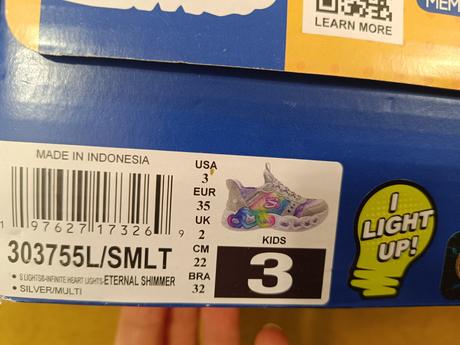 LEARN MORE
MEM
MADE IN INDONESIA
1 97627 17326 9
303755L/SMLT
• S LIGHTS®-INFINITE HEART LIGHTS-ETERNAL SHIMMER
• SILVER/MULTI
USA
3
EUR
35
UK
2
CM
22
BRA
32
KIDS
3
I
LIGHT
UP!